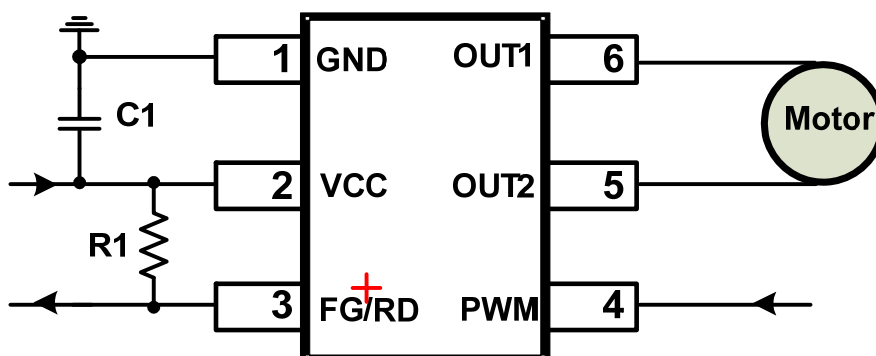 1 GND OUT1 6
C1
Motor
2 VCC OUT2 5
R1
3 FG/RD PWM 4